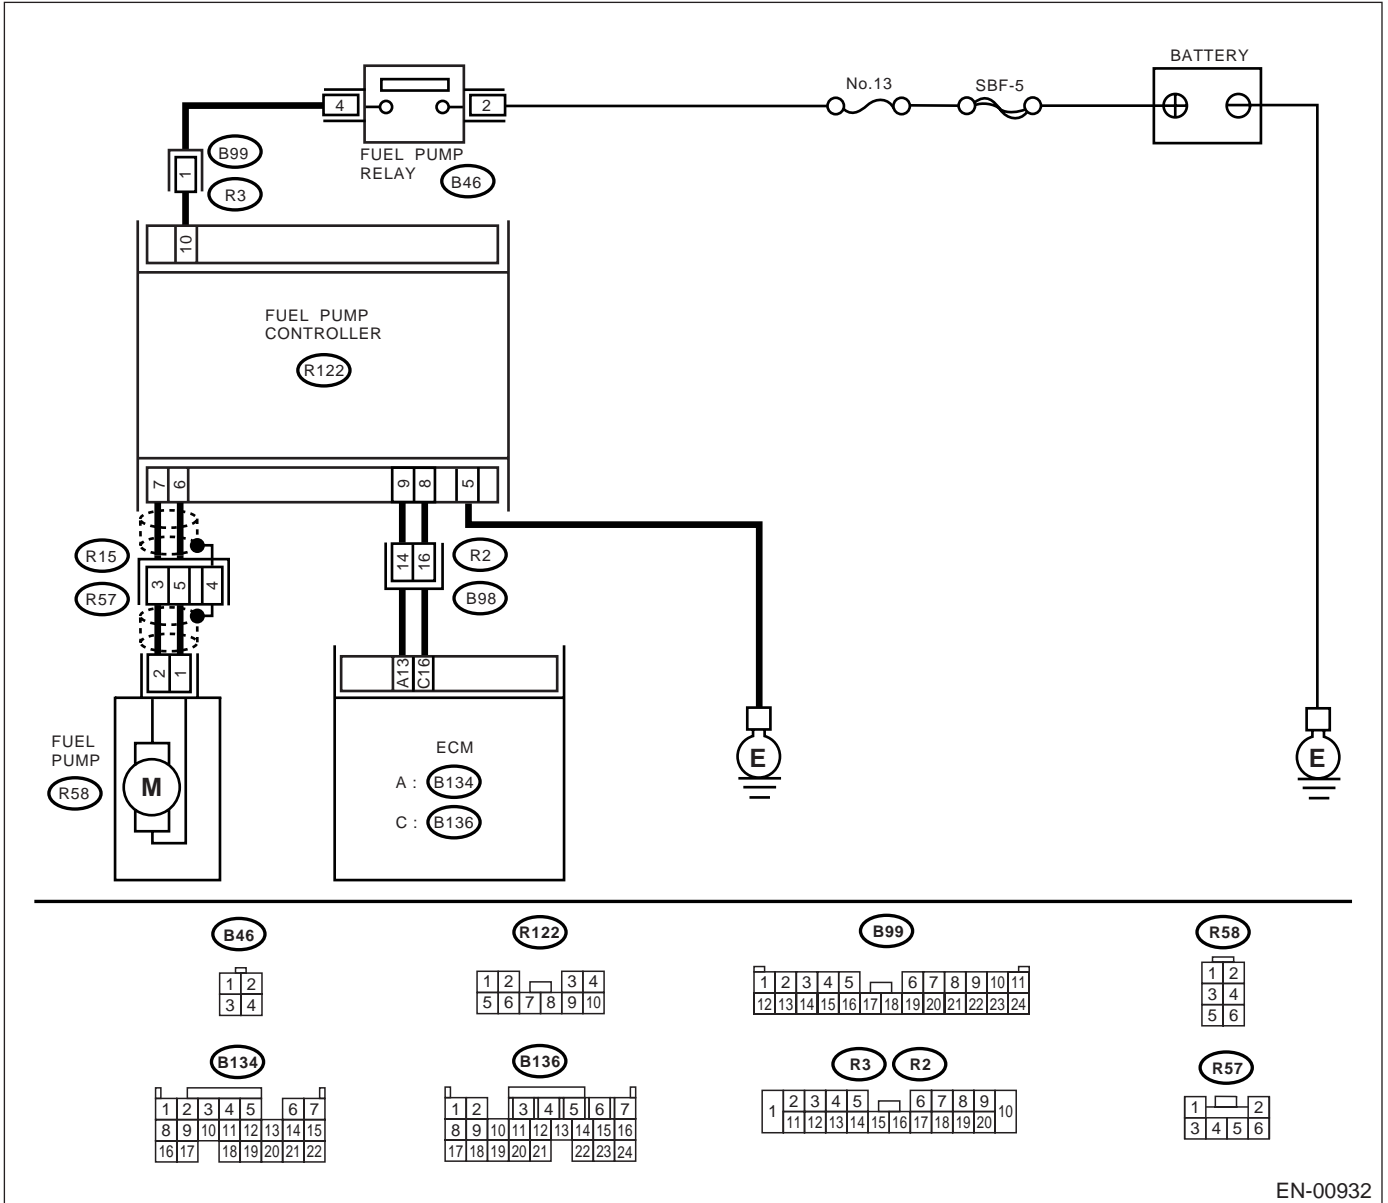 BATTERY
No.13
SBF-5
4
2
FUEL PUMP
RELAY
B46
B99
R3
1
10
FUEL PUMP
CONTROLLER
R122
7 6 9 8 5
R15
R57
3 5 4
14 16
R2
B98
2 1
A13 C16
FUEL
PUMP
R58
M
ECM
A : B134
C : B136
E
E
B46
1 2
3 4
R122
1 2 3 4
5 6 7 8 9 10
B99
1 2 3 4 5 6 7 8 9 10 11
12 13 14 15 16 17 18 19 20 21 22 23 24
R58
1 2
3 4
5 6
B134
1 2 3 4 5 6 7
8 9 10 11 12 13 14 15
16 17 18 19 20 21 22
B136
1 2 3 4 5 6 7
8 9 10 11 12 13 14 15 16
17 18 19 20 21 22 23 24
R3 R2
1 2 3 4 5 6 7 8 9 10
11 12 13 14 15 16 17 18 19 20
R57
1 2
3 4 5 6
EN-00932